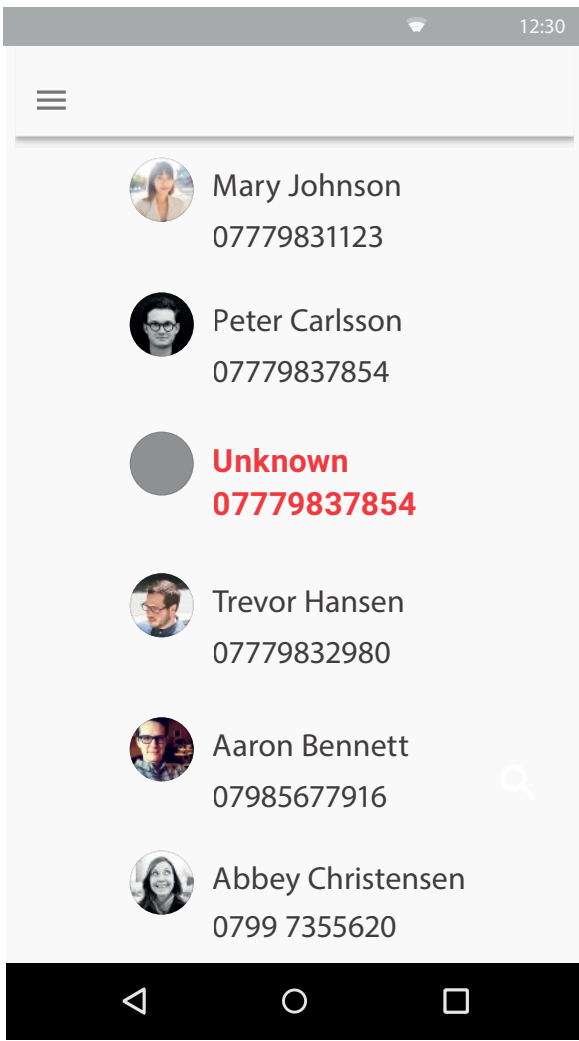 12:30
Mary Johnson
07779831123
Peter Carlsson
07779837854
Unknown
07779837854
Trevor Hansen
07779832980
Aaron Bennett
07985677916
Abbey Christensen
0799 7355620